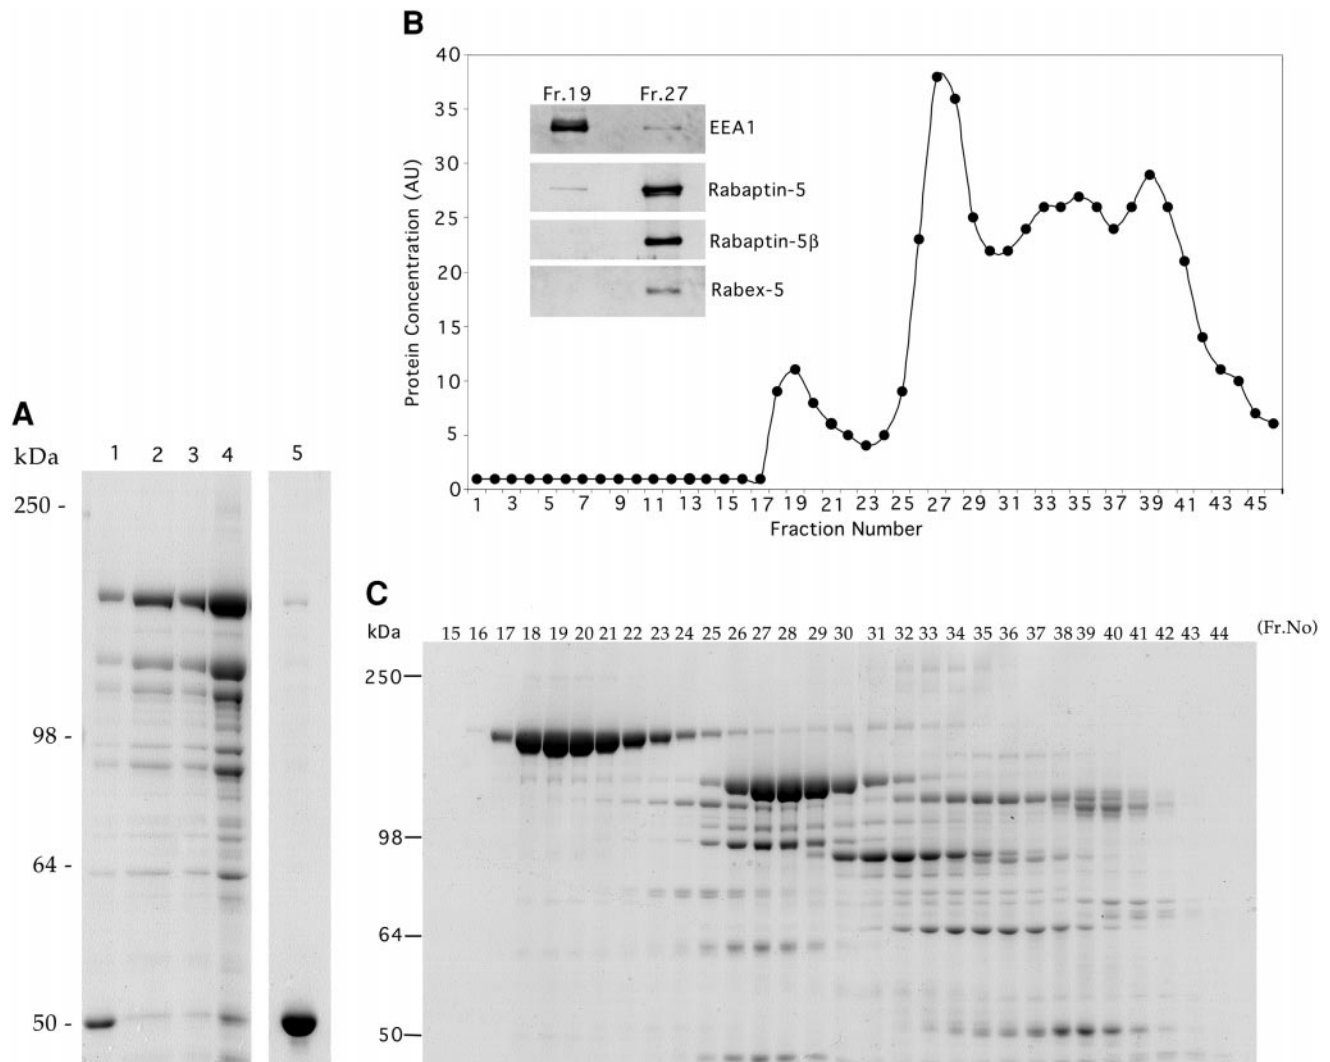 B
40
35
30
25
20
15
10
5
0
Protein Concentration (AU)
Fr.19 Fr.27
EEA1
Rabaptin-5
Rabaptin-5β
Rabex-5
1 3 5 7 9 11 13 15 17 19 21 23 25 27 29 31 33 35 37 39 41 43 45
Fraction Number
A
kDa 1 2 3 4 5
250 -
98 -
64 -
50 -
C
kDa 15 16 17 18 19 20 21 22 23 24 25 26 27 28 29 30 31 32 33 34 35 36 37 38 39 40 41 42 43 44 (Fr.No)
250
98
64
50